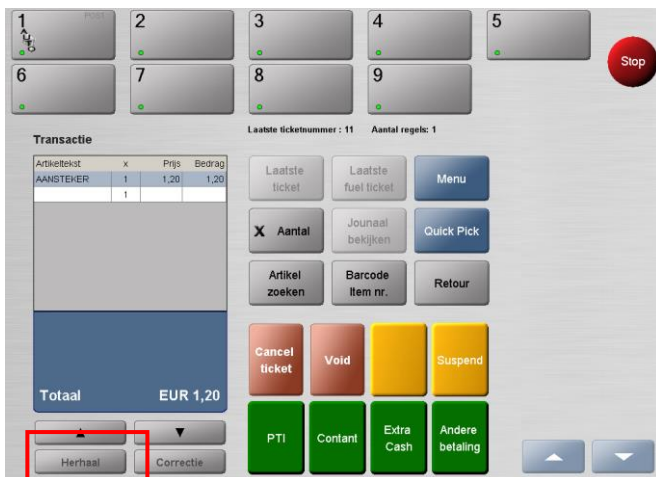 1 POS1
2
3
4
5
Stop
6
7
8
9
Laatste ticketnummer : 11 Aantal regels: 1
Transactie
Artikeltekst x Prijs Bedrag
AANSTEKER 1 1,20 1,20
1
Laatste ticket
Laatste fuel ticket
Menu
X Aantal
Jounaal bekijken
Quick Pick
Artikel zoeken
Barcode Item nr.
Retour
Cancel ticket
Void
Suspend
Totaal EUR 1,20
PTI
Contant
Extra Cash
Andere betaling
Herhaal
Correctie